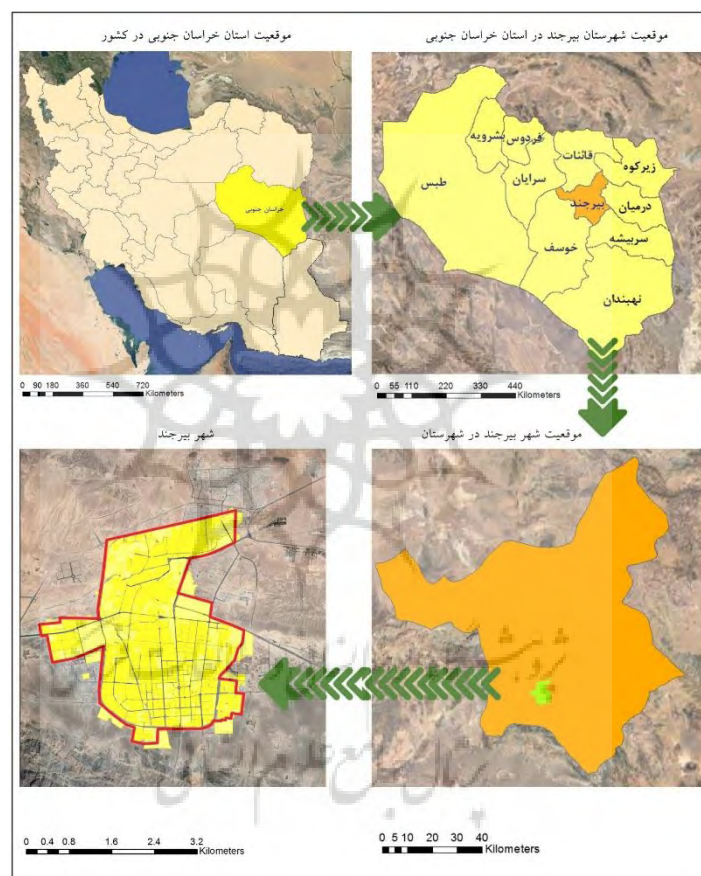 موقعیت استان خراسان جنوبی در کشور
خراسان جنوبی
0 90 180 360 540 720
Kilometers
موقعیت شهرستان بیرجند در استان خراسان جنوبی
بشرویه
فردوس
قائنات
زیرکوه
طبس
سرایان
بیرجند
درمیان
خوسف
سربیشه
نهبندان
0 55 110 220 330 440
Kilometers
موقعیت شهر بیرجند در شهرستان
0 5 10 20 30 40
Kilometers
شهر بیرجند
0 0.4 0.8 1.6 2.4 3.2
Kilometers